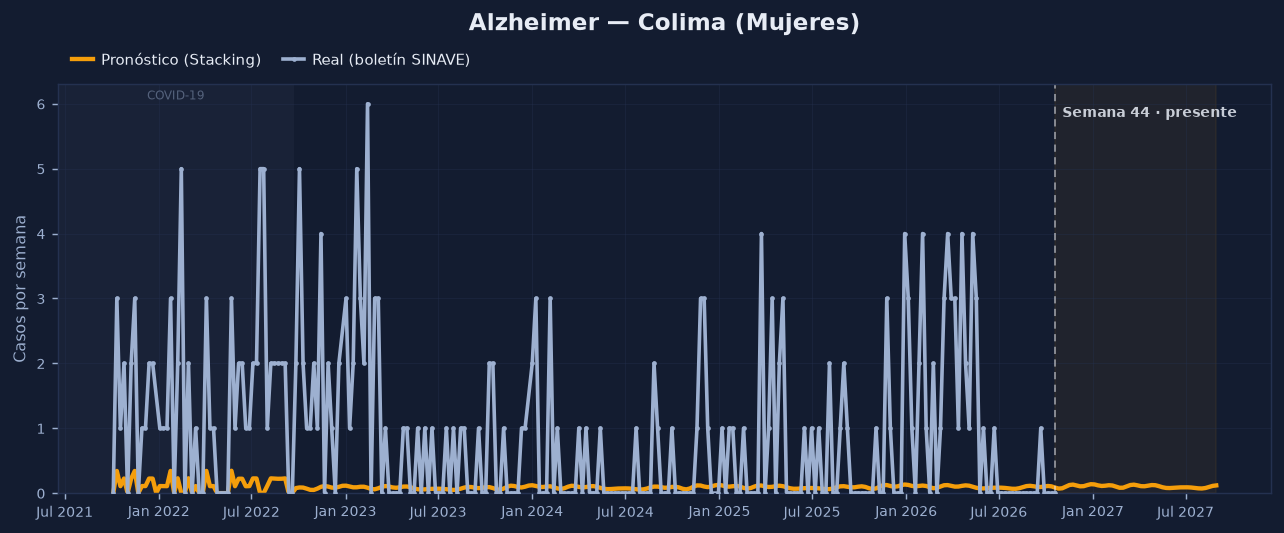 Alzheimer — Colima (Mujeres)
Pronóstico (Stacking)
Real (boletín SINAVE)
COVID-19
Semana 44 · presente
Casos por semana
6
5
4
3
2
1
0
Jul 2021
Jan 2022
Jul 2022
Jan 2023
Jul 2023
Jan 2024
Jul 2024
Jan 2025
Jul 2025
Jan 2026
Jul 2026
Jan 2027
Jul 2027